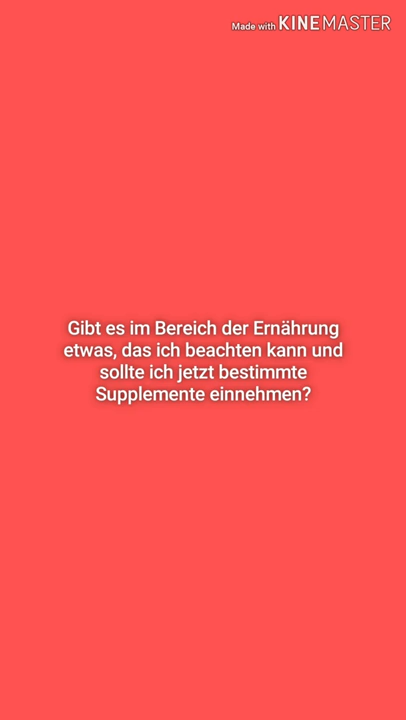 Made with KINEMASTER
Gibt es im Bereich der Ernährung
etwas, das ich beachten kann und
sollte ich jetzt bestimmte
Supplemente einnehmen?